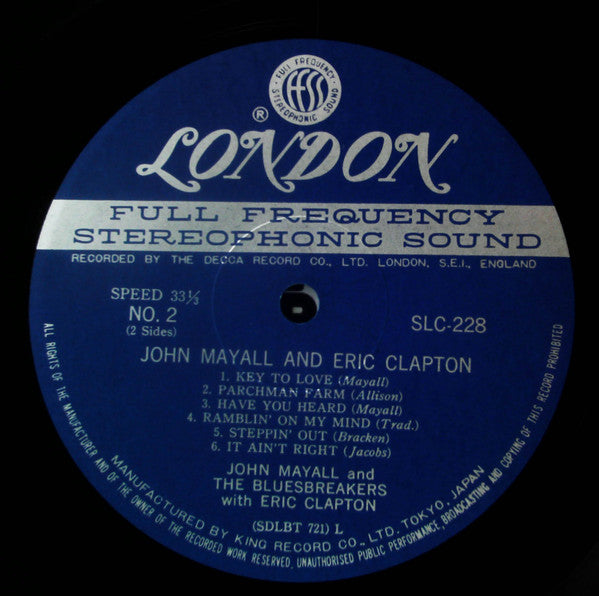 FULL FREQUENCY
FFSS
STEREOPHONIC SOUND
®
LONDON
FULL FREQUENCY
STEREOPHONIC SOUND
RECORDED BY THE DECCA RECORD CO., LTD. LONDON, S.E.I., ENGLAND
SPEED 33⅓
NO. 2
(2 Sides)
SLC-228
JOHN MAYALL AND ERIC CLAPTON
1. KEY TO LOVE (Mayall)
2. PARCHMAN FARM (Allison)
3. HAVE YOU HEARD (Mayall)
4. RAMBLIN' ON MY MIND (Trad.)
5. STEPPIN' OUT (Bracken)
6. IT AIN'T RIGHT (Jacobs)
JOHN MAYALL and
THE BLUESBREAKERS
with ERIC CLAPTON
(SDLBT 721) L
MANUFACTURED BY KING RECORD CO., LTD. TOKYO, JAPAN
ALL RIGHTS OF THE MANUFACTURER AND OF THE OWNER OF THE RECORDED WORK RESERVED, UNAUTHORISED PUBLIC PERFORMANCE, BROADCASTING AND COPYING OF THIS RECORD PROHIBITED